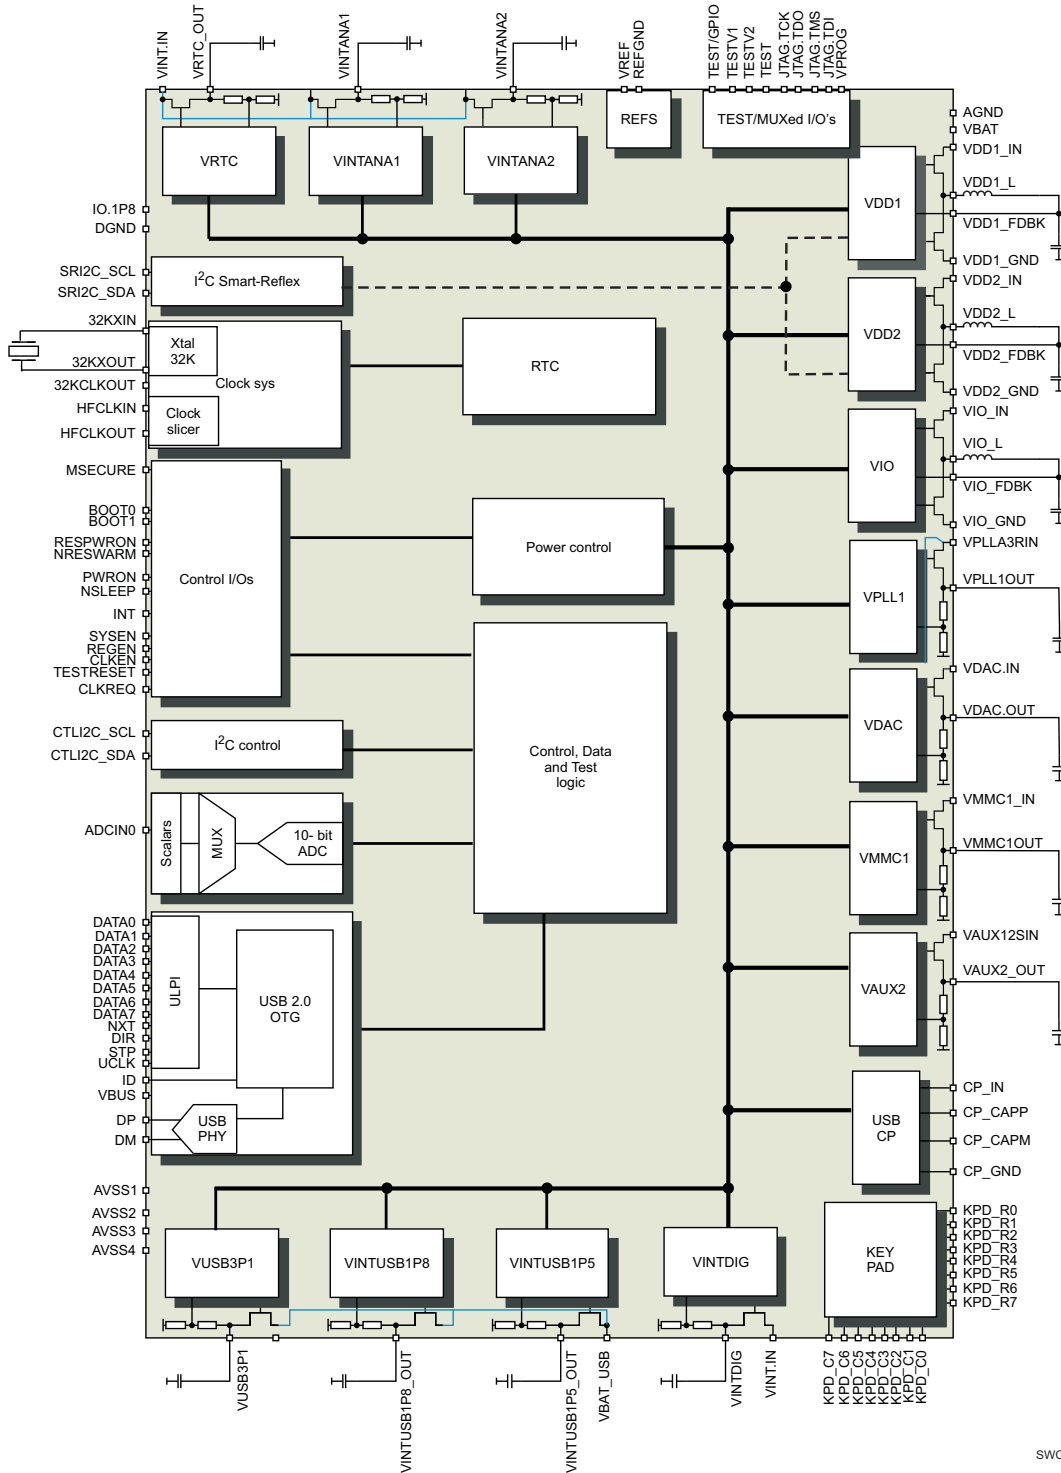 VINT.IN
VRTC_OUT
VINTANA1
VINTANA2
VREF
REFGND
TEST/GPIO
TESTV1
TESTV2
TEST
JTAG.TCK
JTAG.TDO
JTAG.TMS
JTAG.TDI
VPROG
VRTC
VINTANA1
VINTANA2
REFS
TEST/MUXed I/O's
AGND
VBAT
VDD1_IN
VDD1_L
VDD1_FDBK
VDD1_GND
VDD1
IO.1P8
DGND
SRI2C_SCL
SRI2C_SDA
I2C Smart-Reflex
VDD2_IN
VDD2_L
VDD2_FDBK
VDD2_GND
VDD2
32KXIN
32KXOUT
32KCLKOUT
HFCLKIN
HFCLKOUT
Xtal
32K
Clock sys
Clock
slicer
RTC
VIO_IN
VIO_L
VIO_FDBK
VIO_GND
VIO
MSECURE
BOOT0
BOOT1
RESPWRON
NRESWARM
PWRON
NSLEEP
INT
SYSEN
REGEN
CLKEN
TESTRESET
CLKREQ
Control I/Os
Power control
VPLLA3RIN
VPLL1OUT
VPLL1
VDAC.IN
VDAC.OUT
VDAC
CTLI2C_SCL
CTLI2C_SDA
I2C control
Control, Data
and Test
logic
ADCIN0
Scalars
MUX
10- bit
ADC
VMMC1_IN
VMMC1OUT
VMMC1
DATA0
DATA1
DATA2
DATA3
DATA4
DATA5
DATA6
DATA7
NXT
DIR
STP
UCLK
ID
VBUS
DP
DM
ULPI
USB 2.0
OTG
USB
PHY
VAUX12SIN
VAUX2_OUT
VAUX2
USB
CP
CP_IN
CP_CAPP
CP_CAPM
CP_GND
AVSS1
AVSS2
AVSS3
AVSS4
VUSB3P1
VINTUSB1P8
VINTUSB1P5
VINTDIG
KEY
PAD
KPD_R0
KPD_R1
KPD_R2
KPD_R3
KPD_R4
KPD_R5
KPD_R6
KPD_R7
VUSB3P1
VINTUSB1P8_OUT
VINTUSB1P5_OUT
VBAT_USB
VINTDIG
VINT.IN
KPD_C7
KPD_C6
KPD_C5
KPD_C4
KPD_C3
KPD_C2
KPD_C1
KPD_C0